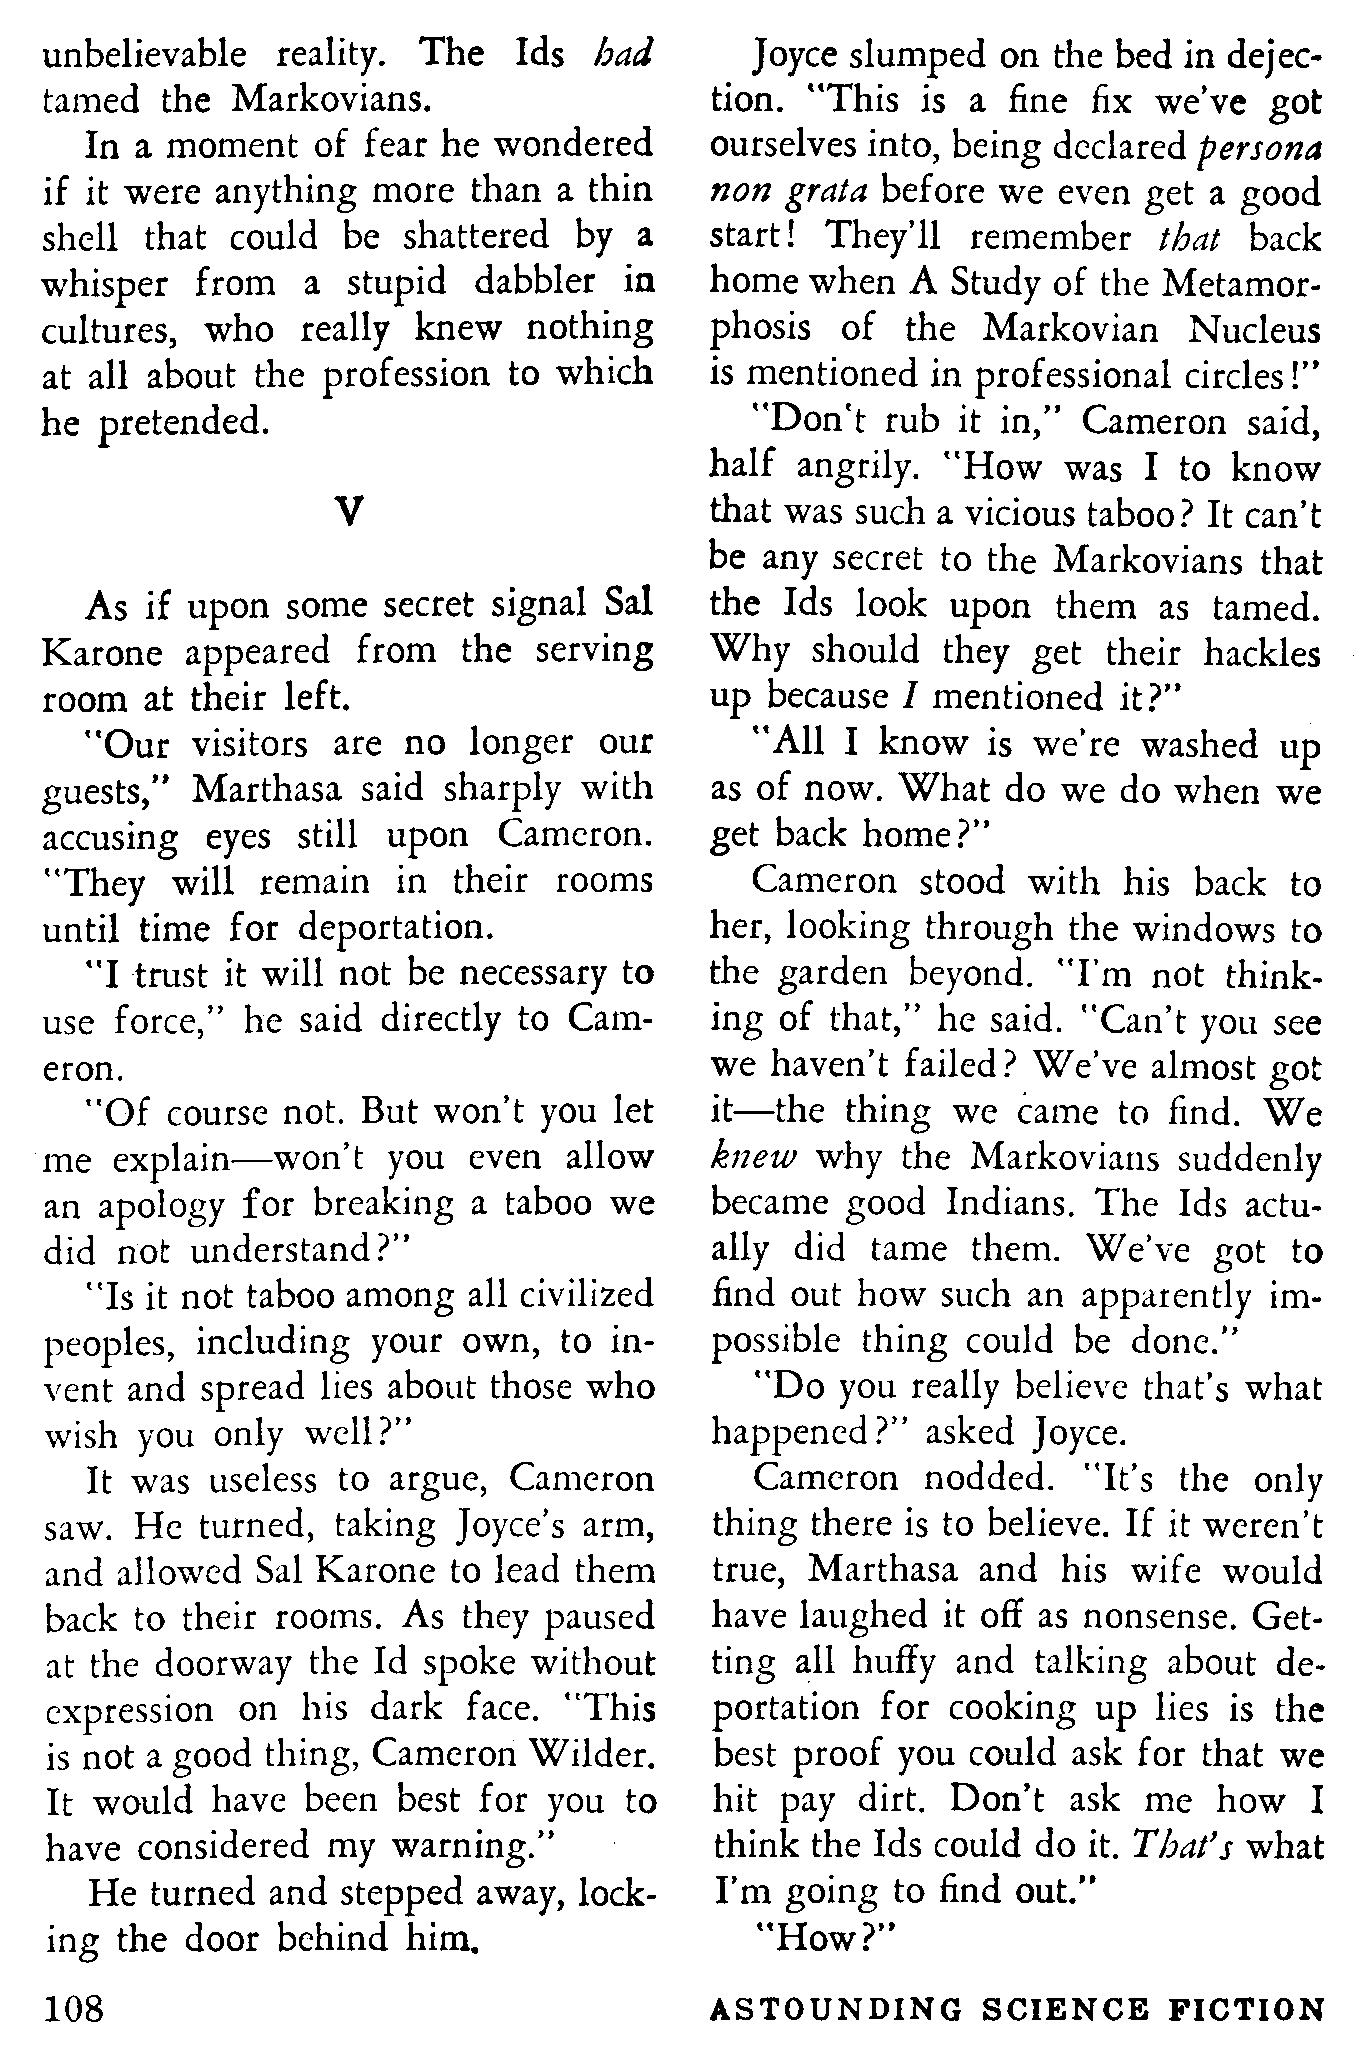 unbelievable reality. The Ids had
tamed the Markovians.
In a moment of fear he wondered
if it were anything more than a thin
shell that could be shattered by a
whisper from a stupid dabbler in
cultures, who really knew nothing
at all about the profession to which
he pretended.
V
As if upon some secret signal Sal
Karone appeared from the serving
room at their left.
"Our visitors are no longer our
guests," Marthasa said sharply with
accusing eyes still upon Cameron.
"They will remain in their rooms
until time for deportation.
"I trust it will not be necessary to
use force," he said directly to Cam-
eron.
"Of course not. But won't you let
me explain—won't you even allow
an apology for breaking a taboo we
did not understand?"
"Is it not taboo among all civilized
peoples, including your own, to in-
vent and spread lies about those who
wish you only well?"
It was useless to argue, Cameron
saw. He turned, taking Joyce's arm,
and allowed Sal Karone to lead them
back to their rooms. As they paused
at the doorway the Id spoke without
expression on his dark face. "This
is not a good thing, Cameron Wilder.
It would have been best for you to
have considered my warning."
He turned and stepped away, lock-
ing the door behind him.
Joyce slumped on the bed in dejec-
tion. "This is a fine fix we've got
ourselves into, being declared persona
non grata before we even get a good
start! They'll remember that back
home when A Study of the Metamor-
phosis of the Markovian Nucleus
is mentioned in professional circles!"
"Don't rub it in," Cameron said,
half angrily. "How was I to know
that was such a vicious taboo? It can't
be any secret to the Markovians that
the Ids look upon them as tamed.
Why should they get their hackles
up because I mentioned it?"
"All I know is we're washed up
as of now. What do we do when we
get back home?"
Cameron stood with his back to
her, looking through the windows to
the garden beyond. "I'm not think-
ing of that," he said. "Can't you see
we haven't failed? We've almost got
it—the thing we came to find. We
knew why the Markovians suddenly
became good Indians. The Ids actu-
ally did tame them. We've got to
find out how such an apparently im-
possible thing could be done."
"Do you really believe that's what
happened?" asked Joyce.
Cameron nodded. "It's the only
thing there is to believe. If it weren't
true, Marthasa and his wife would
have laughed it off as nonsense. Get-
ting all huffy and talking about de-
portation for cooking up lies is the
best proof you could ask for that we
hit pay dirt. Don't ask me how I
think the Ids could do it. That's what
I'm going to find out."
"How?"
108
ASTOUNDING SCIENCE FICTION